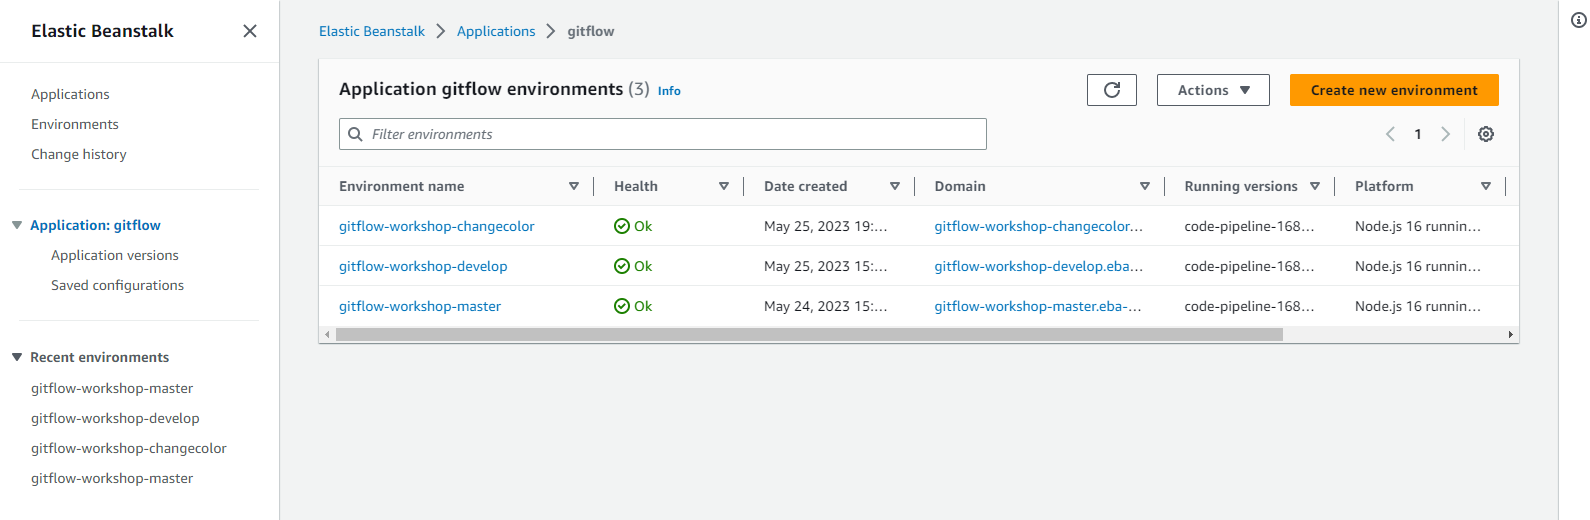 Elastic Beanstalk
Applications
Environments
Change history
Application: gitflow
Application versions
Saved configurations
Recent environments
gitflow-workshop-master
gitflow-workshop-develop
gitflow-workshop-changecolor
gitflow-workshop-master
Elastic Beanstalk Applications gitflow
Application gitflow environments (3) Info Actions Create new environment
Filter environments 1
Environment name Health Date created Domain Running versions Platform
gitflow-workshop-changecolor Ok May 25, 2023 19:... gitflow-workshop-changecolor... code-pipeline-168... Node.js 16 runnin...
gitflow-workshop-develop Ok May 25, 2023 15:... gitflow-workshop-develop.eba... code-pipeline-168... Node.js 16 runnin...
gitflow-workshop-master Ok May 24, 2023 15:... gitflow-workshop-master.eba-... code-pipeline-168... Node.js 16 runnin...